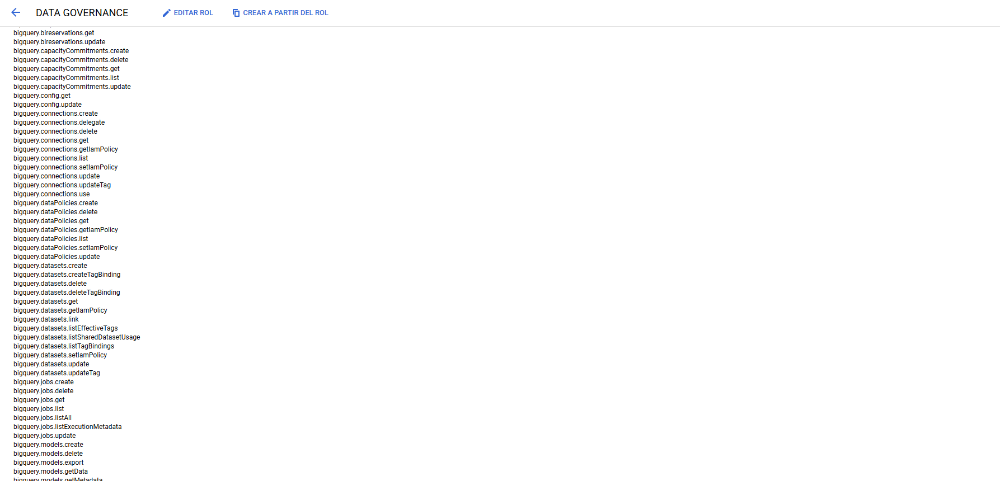 DATA GOVERNANCE
EDITAR ROL
CREAR A PARTIR DEL ROL
bigquery.bireservations.get
bigquery.bireservations.update
bigquery.capacityCommitments.create
bigquery.capacityCommitments.delete
bigquery.capacityCommitments.get
bigquery.capacityCommitments.list
bigquery.capacityCommitments.update
bigquery.config.get
bigquery.config.update
bigquery.connections.create
bigquery.connections.delegate
bigquery.connections.delete
bigquery.connections.get
bigquery.connections.getIamPolicy
bigquery.connections.list
bigquery.connections.setIamPolicy
bigquery.connections.update
bigquery.connections.updateTag
bigquery.connections.use
bigquery.dataPolicies.create
bigquery.dataPolicies.delete
bigquery.dataPolicies.get
bigquery.dataPolicies.getIamPolicy
bigquery.dataPolicies.list
bigquery.dataPolicies.setIamPolicy
bigquery.dataPolicies.update
bigquery.datasets.create
bigquery.datasets.createTagBinding
bigquery.datasets.delete
bigquery.datasets.deleteTagBinding
bigquery.datasets.get
bigquery.datasets.getIamPolicy
bigquery.datasets.link
bigquery.datasets.listEffectiveTags
bigquery.datasets.listSharedDatasetUsage
bigquery.datasets.listTagBindings
bigquery.datasets.setIamPolicy
bigquery.datasets.update
bigquery.datasets.updateTag
bigquery.jobs.create
bigquery.jobs.delete
bigquery.jobs.get
bigquery.jobs.list
bigquery.jobs.listAll
bigquery.jobs.listExecutionMetadata
bigquery.jobs.update
bigquery.models.create
bigquery.models.delete
bigquery.models.export
bigquery.models.getData
bigquery.models.getMetadata